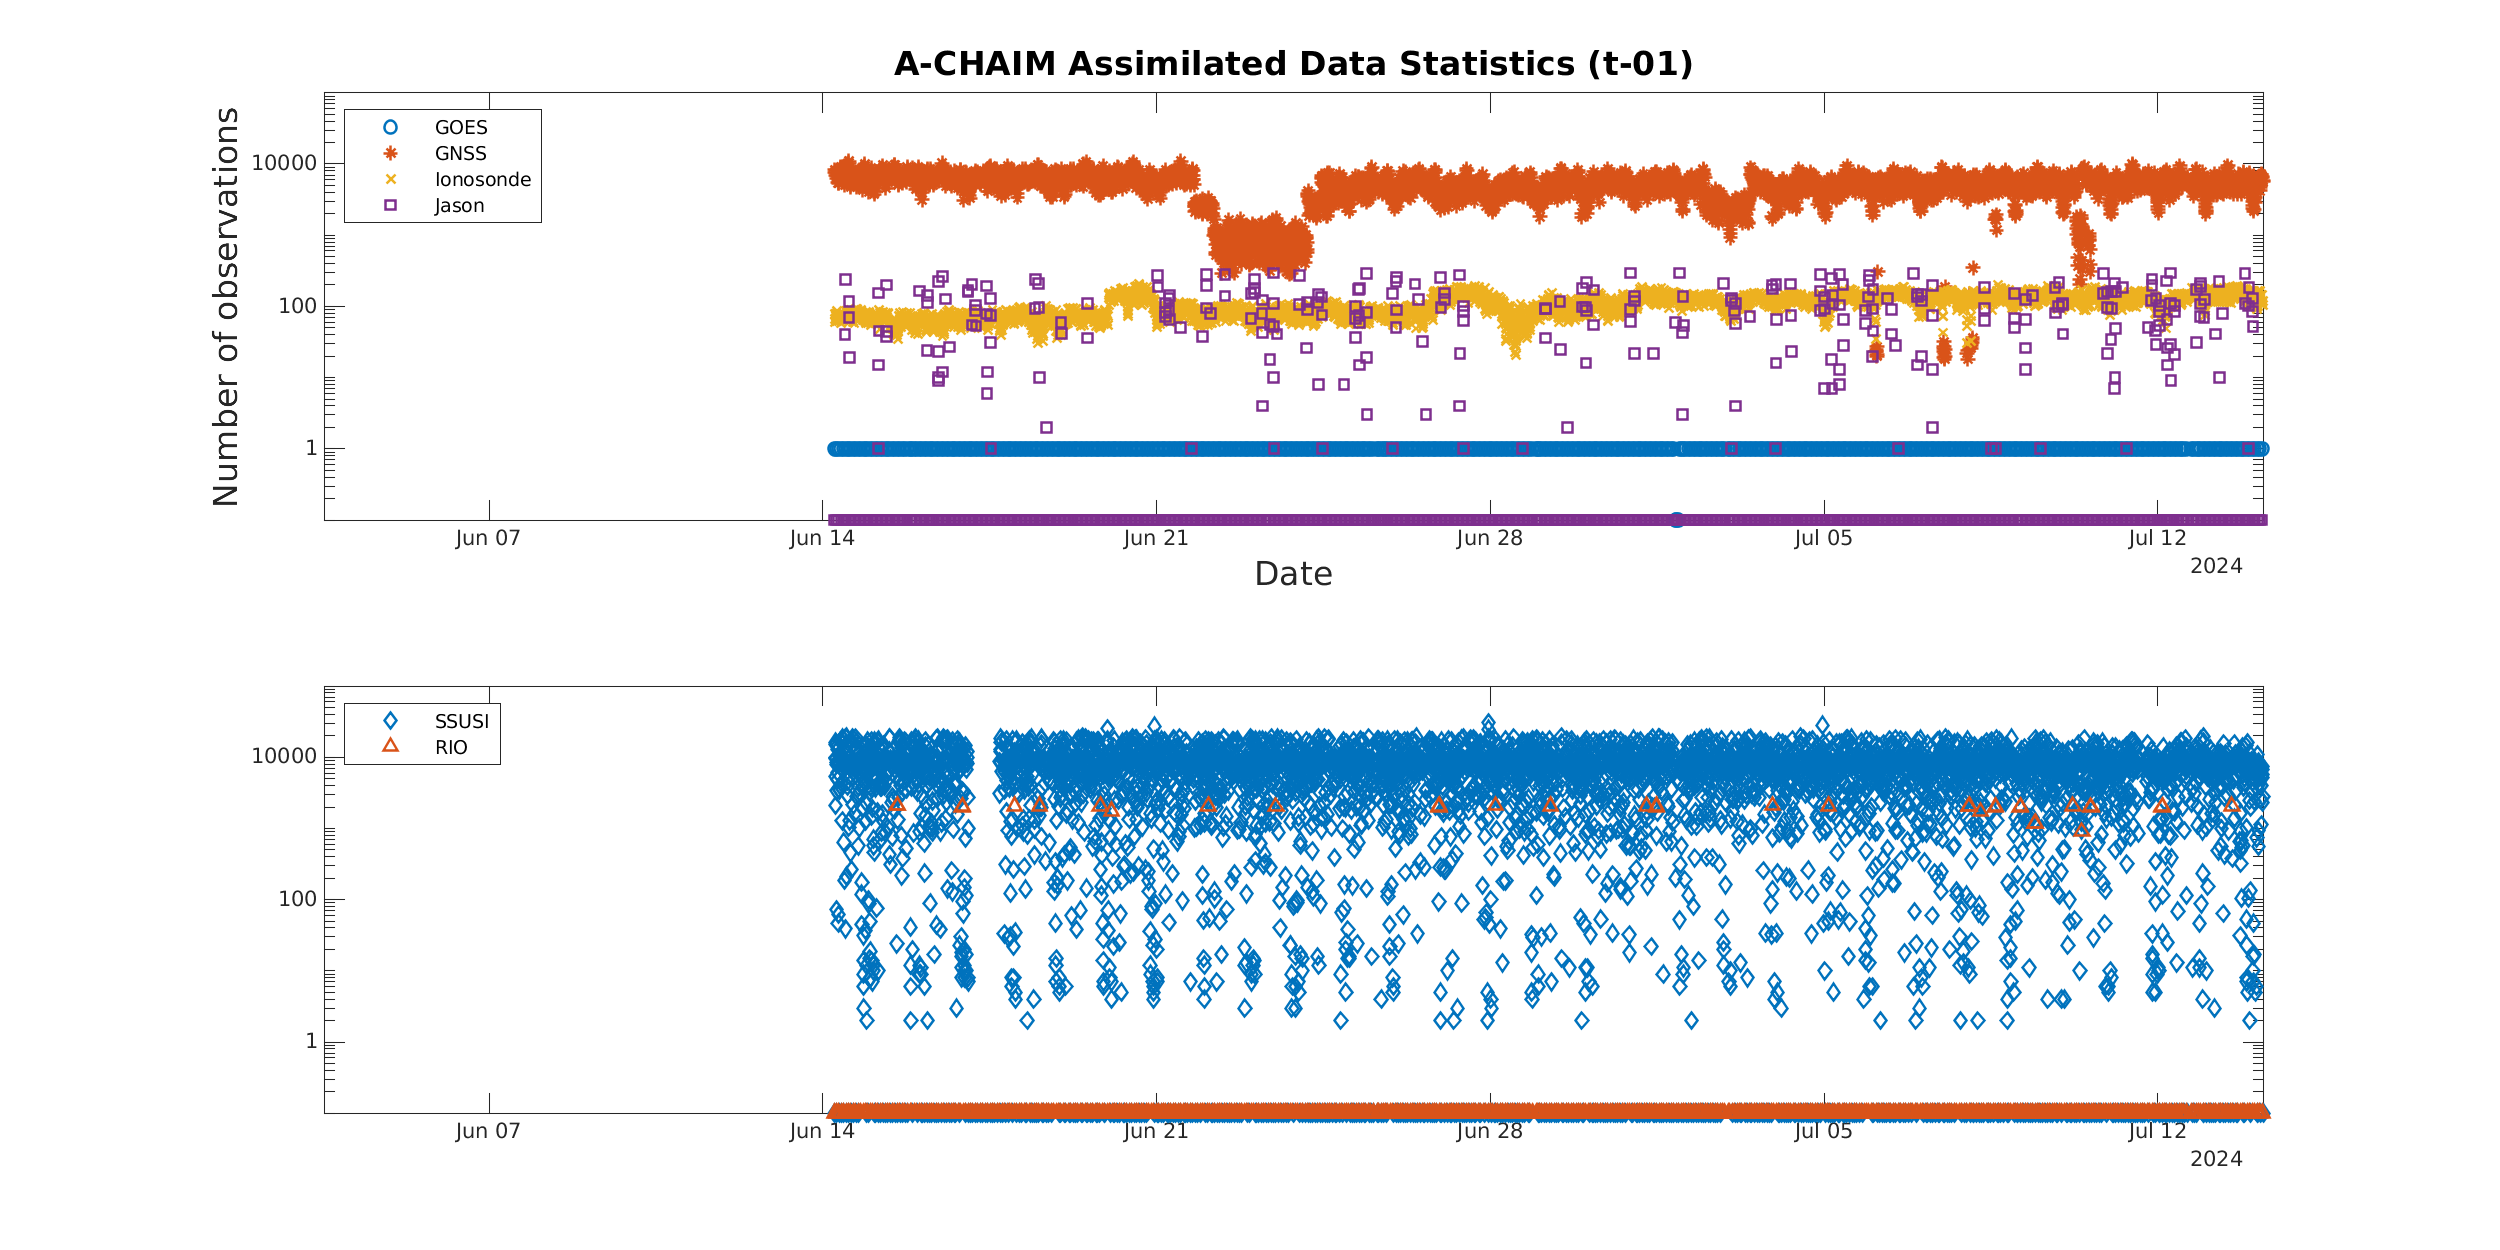 A-CHAIM Assimilated Data Statistics (t-01)
Number of observations
10000
100
1
GOES
GNSS
Ionosonde
Jason
Jun 07
Jun 14
Jun 21
Jun 28
Jul 05
Jul 12
2024
Date
10000
100
1
SSUSI
RIO
Jun 07
Jun 14
Jun 21
Jun 28
Jul 05
Jul 12
2024